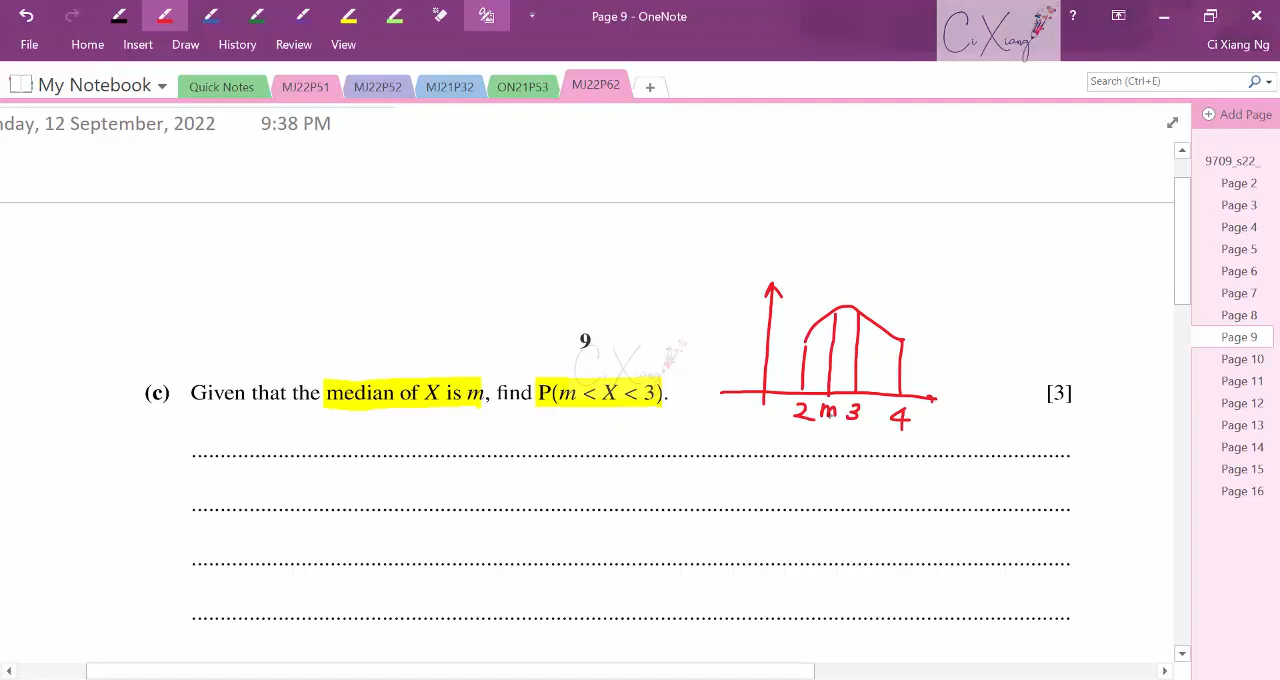 Page 9 - OneNote
Ci Xiang
?
File Home Insert Draw History Review View
Ci Xiang Ng
My Notebook
Quick Notes
MJ22P51
MJ22P52
MJ21P32
ON21P53
MJ22P62
+
Search (Ctrl+E)
nday, 12 September, 2022 9:38 PM
Add Page
9709_s22_
Page 2
Page 3
Page 4
Page 5
Page 6
Page 7
Page 8
Page 9
Page 10
Page 11
Page 12
Page 13
Page 14
Page 15
Page 16
9
Ci Xiang
(c) Given that the median of X is m, find P(m < X < 3). [3]
2 m 3 4